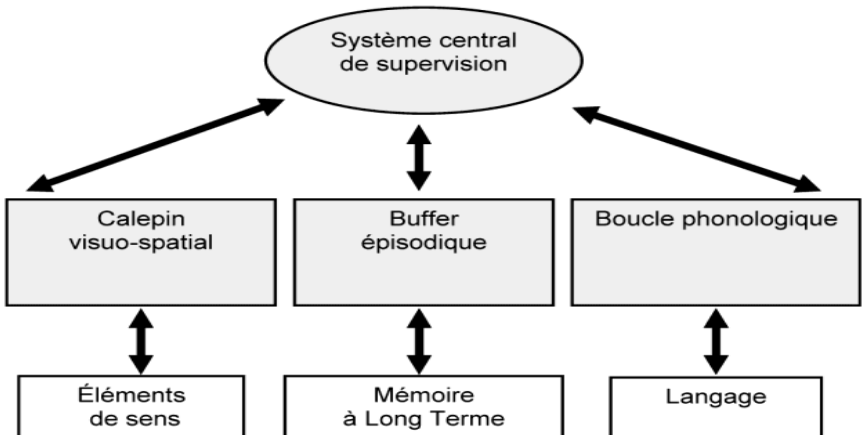 Système central
de supervision
Calepin
visuo-spatial
Buffer
épisodique
Boucle phonologique
Éléments
de sens
Mémoire
à Long Terme
Langage